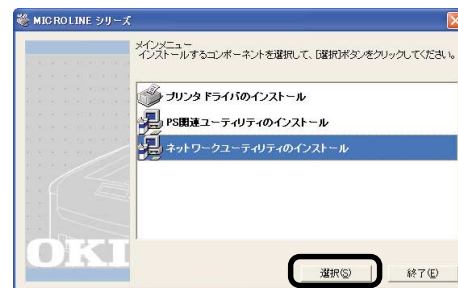 MICROLINE シリーズ
メインメニュー
インストールするコンポーネントを選択して、[選択]ボタンをクリックしてください。
プリンタドライバのインストール
PS関連ユーティリティのインストール
ネットワークユーティリティのインストール
OKI
選択(S)
終了(E)